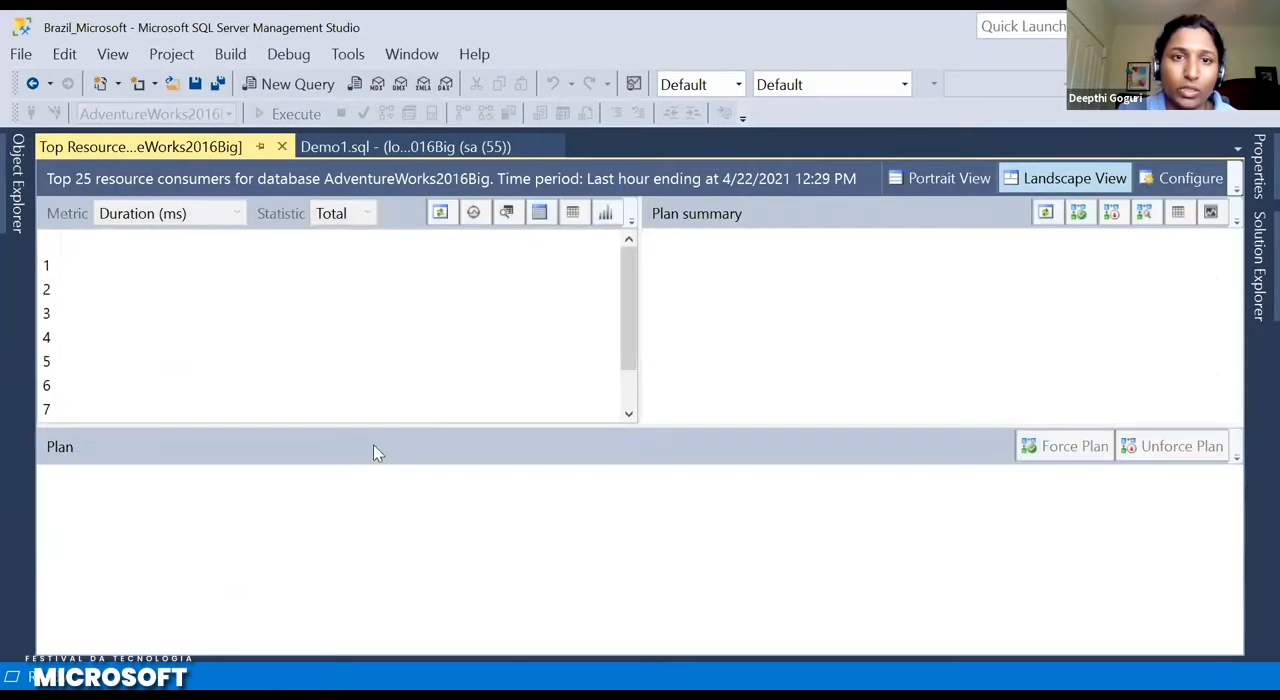 Brazil_Microsoft - Microsoft SQL Server Management Studio
Quick Launch
File Edit View Project Build Debug Tools Window Help
New Query
Default
Default
AdventureWorks2016
Execute
Deepthi Goguri
Object Explorer
Top Resource...eWorks2016Big]
Demo1.sql - (lo...016Big (sa (55))
Properties
Solution Explorer
Top 25 resource consumers for database AdventureWorks2016Big. Time period: Last hour ending at 4/22/2021 12:29 PM
Portrait View
Landscape View
Configure
Metric Duration (ms) Statistic Total
Plan summary
1
2
3
4
5
6
7
Plan
Force Plan
Unforce Plan
FESTIVAL DA TECNOLOGIA
MICROSOFT